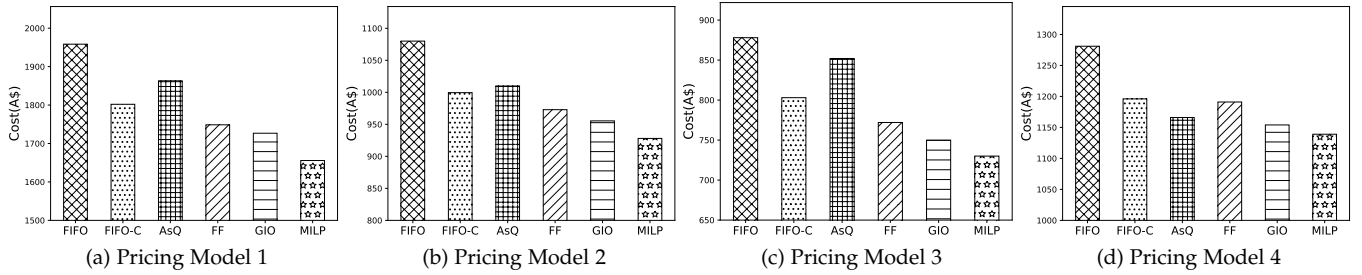 Cost(A$)
2000
1900
1800
1700
1600
1500
FIFO FIFO-C AsQ FF GIO MILP
(a) Pricing Model 1
Cost(A$)
1100
1050
1000
950
900
850
800
FIFO FIFO-C AsQ FF GIO MILP
(b) Pricing Model 2
Cost(A$)
900
850
800
750
700
650
FIFO FIFO-C AsQ FF GIO MILP
(c) Pricing Model 3
Cost(A$)
1300
1250
1200
1150
1100
1050
1000
FIFO FIFO-C AsQ FF GIO MILP
(d) Pricing Model 4